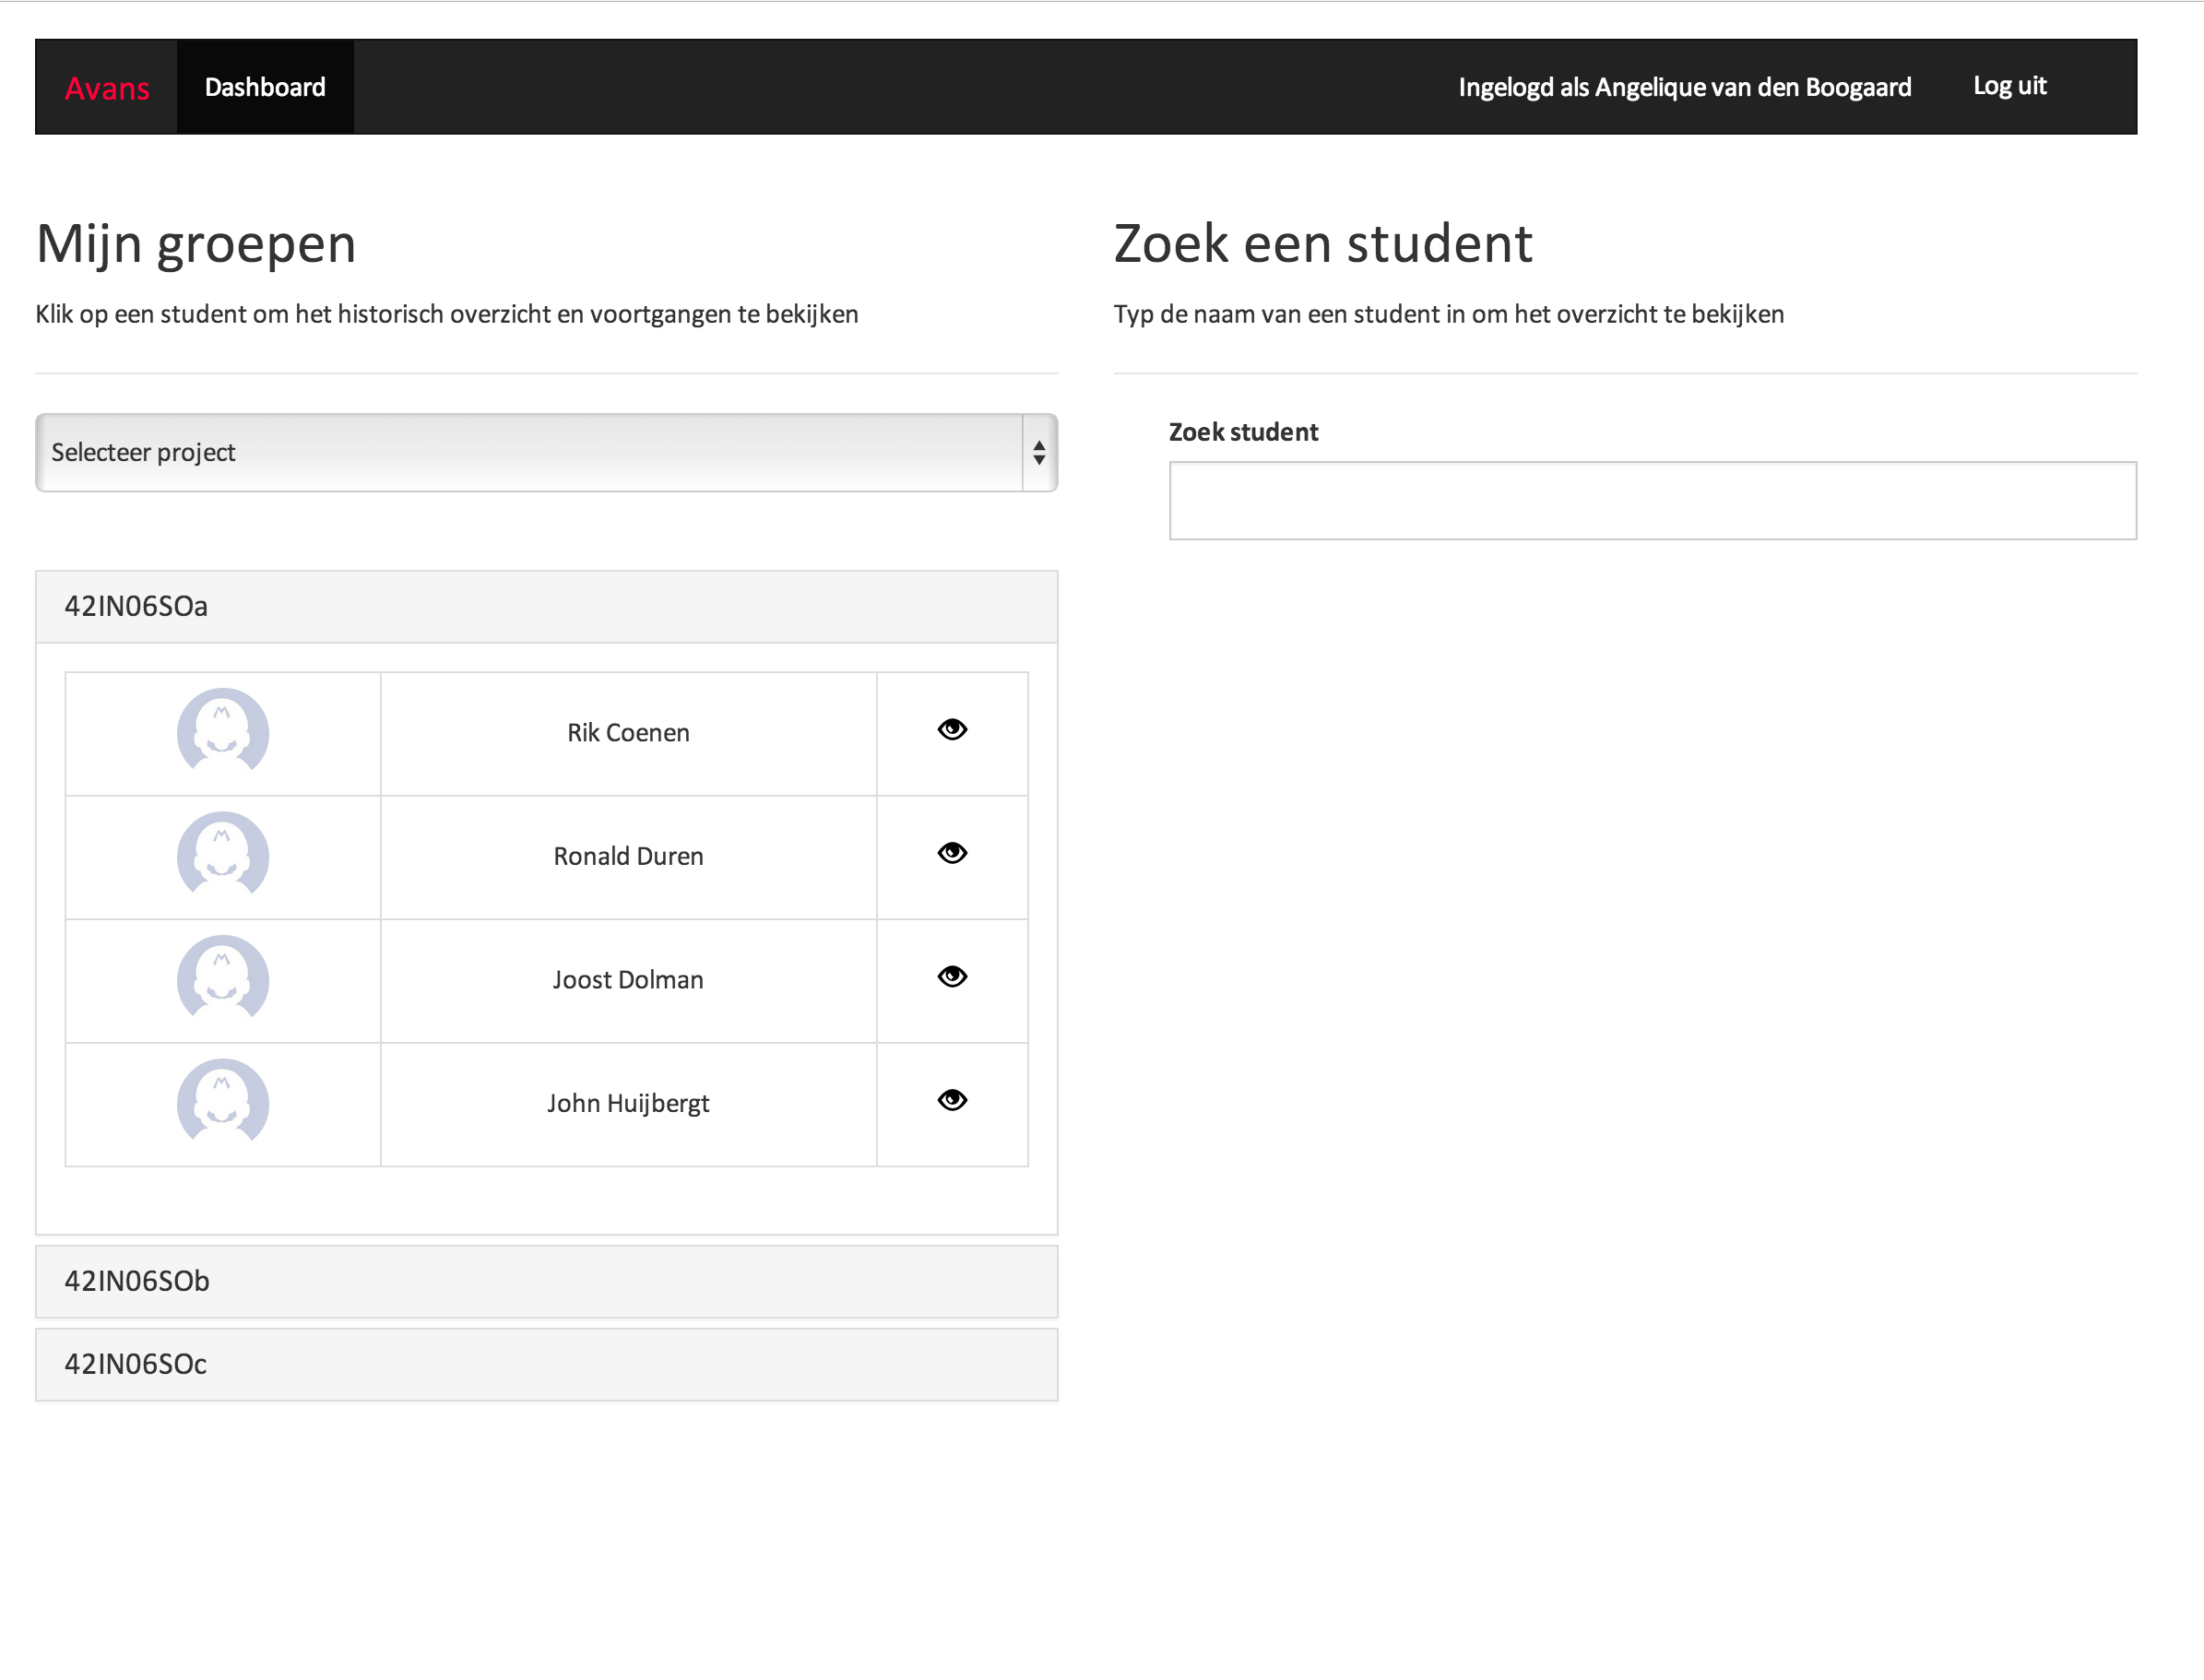 Avans Dashboard Ingelogd als Angelique van den Boogaard Log uit
Mijn groepen
Klik op een student om het historisch overzicht en voortgangen te bekijken
Selecteer project
42IN06SOa
Rik Coenen
Ronald Duren
Joost Dolman
John Huijbergt
42IN06SOb
42IN06SOc
Zoek een student
Typ de naam van een student in om het overzicht te bekijken
Zoek student